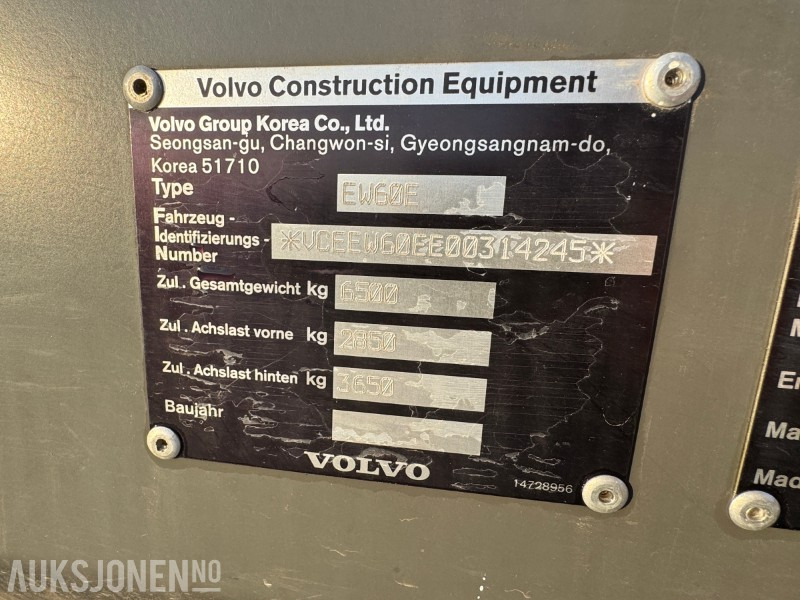 Volvo Construction Equipment
Volvo Group Korea Co., Ltd.
Seongsan-gu, Changwon-si, Gyeongsangnam-do,
Korea 51710
Type EW60E
Fahrzeug -
Identifizierungs - *VCEEW60EE00314245*
Number
Zul. Gesamtgewicht kg 6500
Zul. Achslast vorne kg 2850
Zul. Achslast hinten kg 3650
Baujahr
VOLVO
14728956
AUKSJONEN.NO